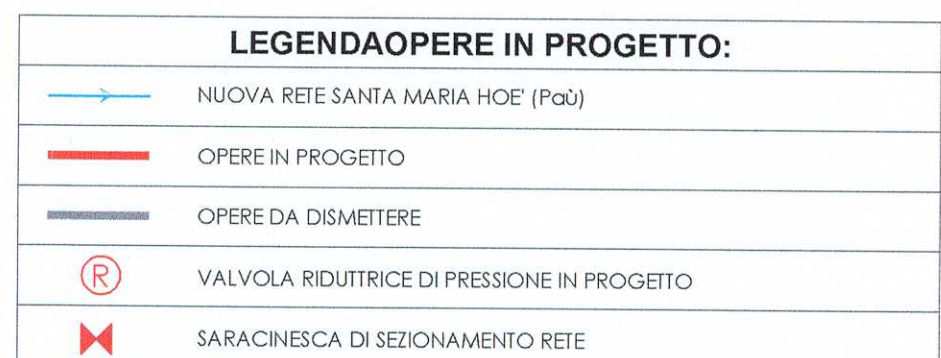 LEGENDAOPERE IN PROGETTO:
NUOVA RETE SANTA MARIA HOE' (Paù)
OPERE IN PROGETTO
OPERE DA DISMETTERE
R VALVOLA RIDUTTRICE DI PRESSIONE IN PROGETTO
SARACINESCA DI SEZIONAMENTO RETE